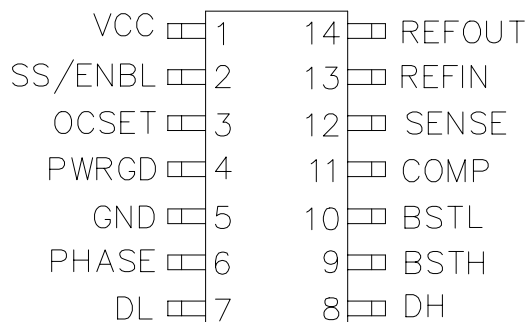 VCC 1 14 REFOUT
SS/ENBL 2 13 REFIN
OCSET 3 12 SENSE
PWRGD 4 11 COMP
GND 5 10 BSTL
PHASE 6 9 BSTH
DL 7 8 DH